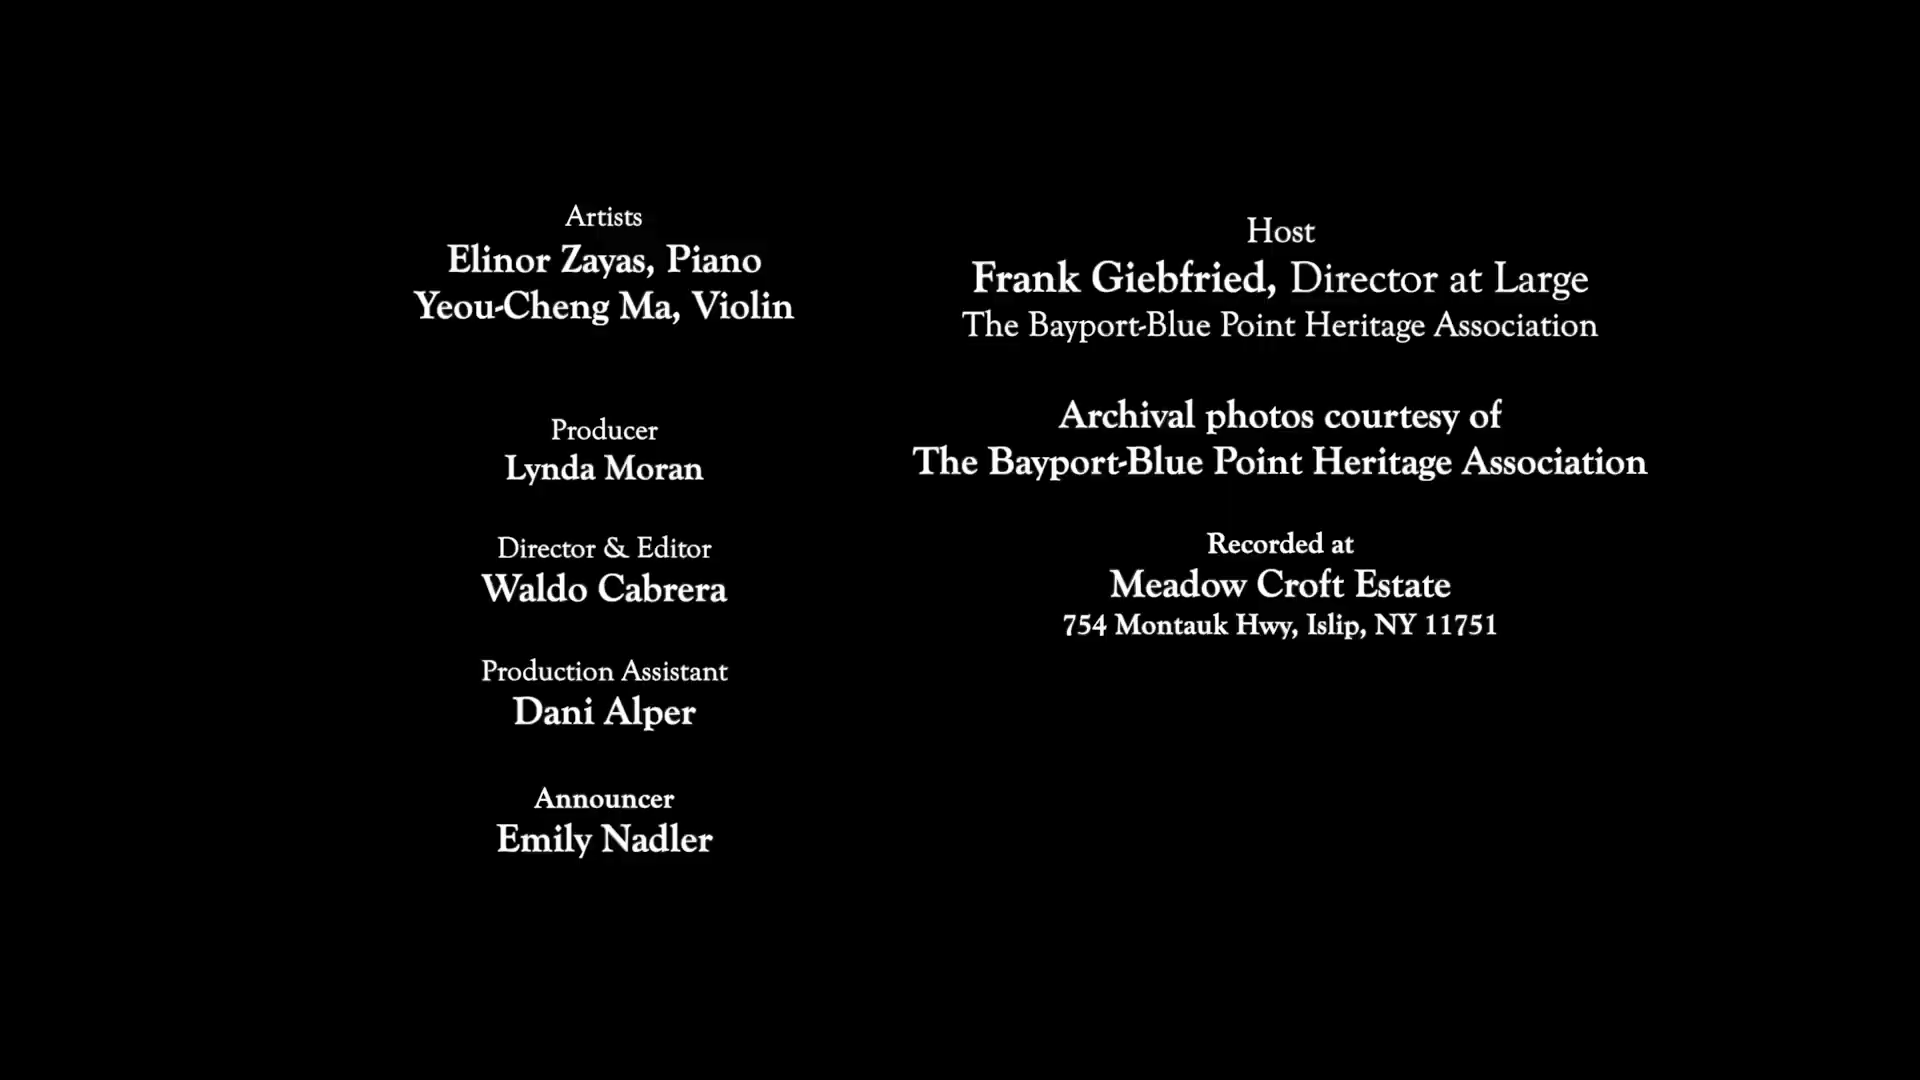 Artists
Elinor Zayas, Piano
Yeou-Cheng Ma, Violin
Producer
Lynda Moran
Director & Editor
Waldo Cabrera
Production Assistant
Dani Alper
Announcer
Emily Nadler
Host
Frank Giebfried, Director at Large
The Bayport-Blue Point Heritage Association
Archival photos courtesy of
The Bayport-Blue Point Heritage Association
Recorded at
Meadow Croft Estate
754 Montauk Hwy, Islip, NY 11751